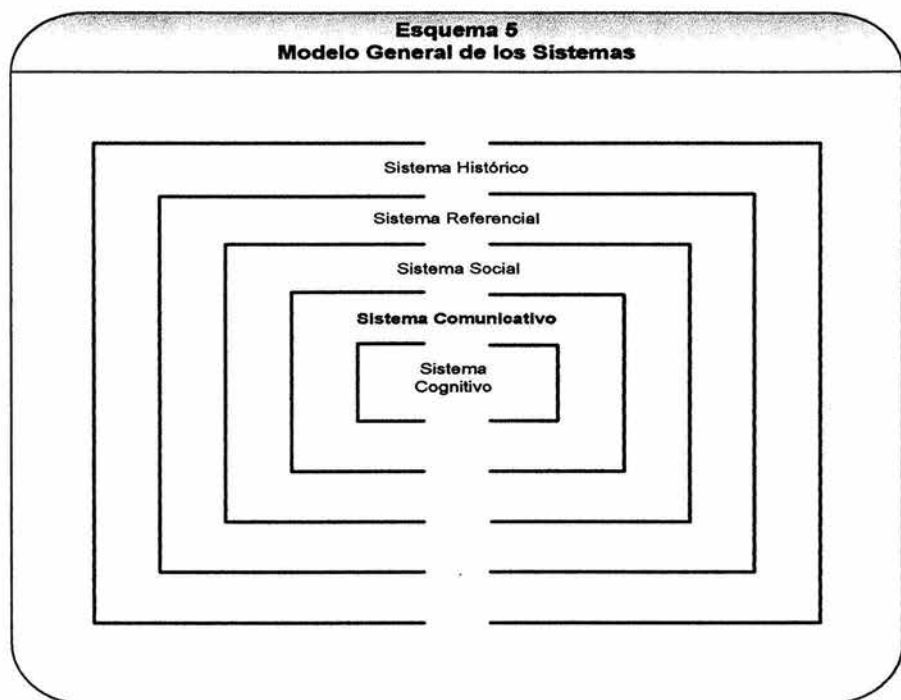 Esquema 5
Modelo General de los Sistemas
Sistema Histórico
Sistema Referencial
Sistema Social
Sistema Comunicativo
Sistema
Cognitivo